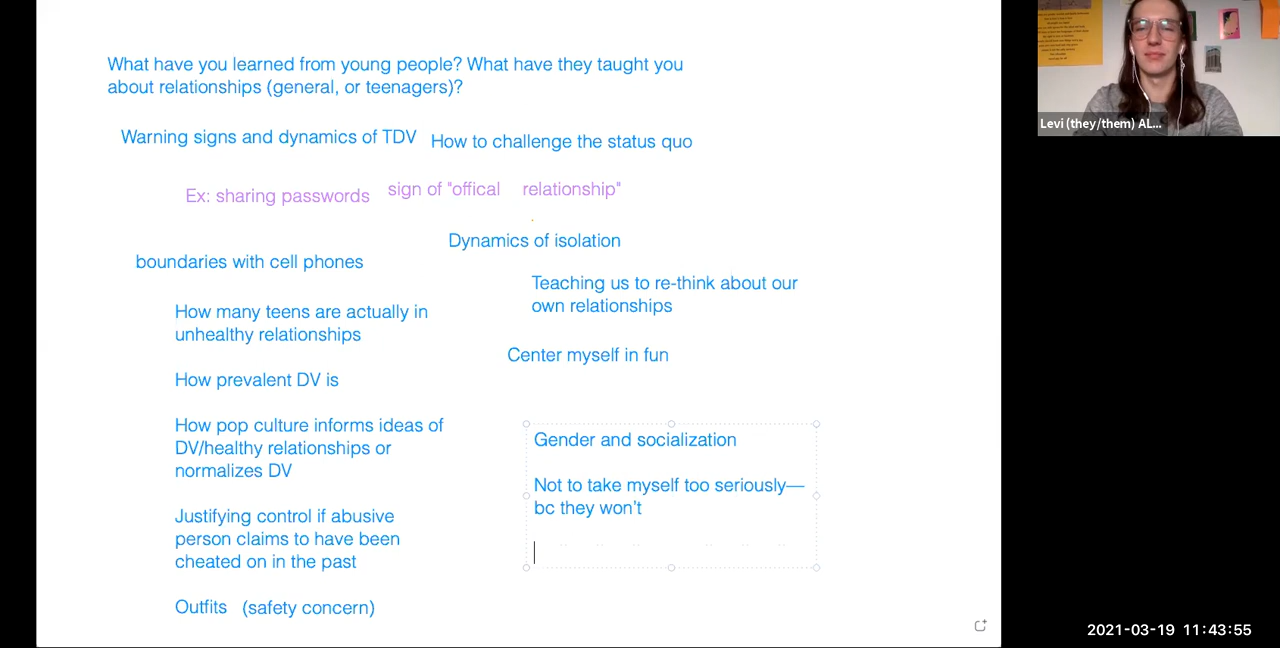 What have you learned from young people? What have they taught you
about relationships (general, or teenagers)?
Warning signs and dynamics of TDV
How to challenge the status quo
Ex: sharing passwords
sign of "offical relationship"
Dynamics of isolation
boundaries with cell phones
Teaching us to re-think about our
own relationships
How many teens are actually in
unhealthy relationships
Center myself in fun
How prevalent DV is
How pop culture informs ideas of
DV/healthy relationships or
normalizes DV
Gender and socialization
Not to take myself too seriously—
bc they won't
Justifying control if abusive
person claims to have been
cheated on in the past
Outfits (safety concern)
Levi (they/them) AL...
2021-03-19 11:43:55